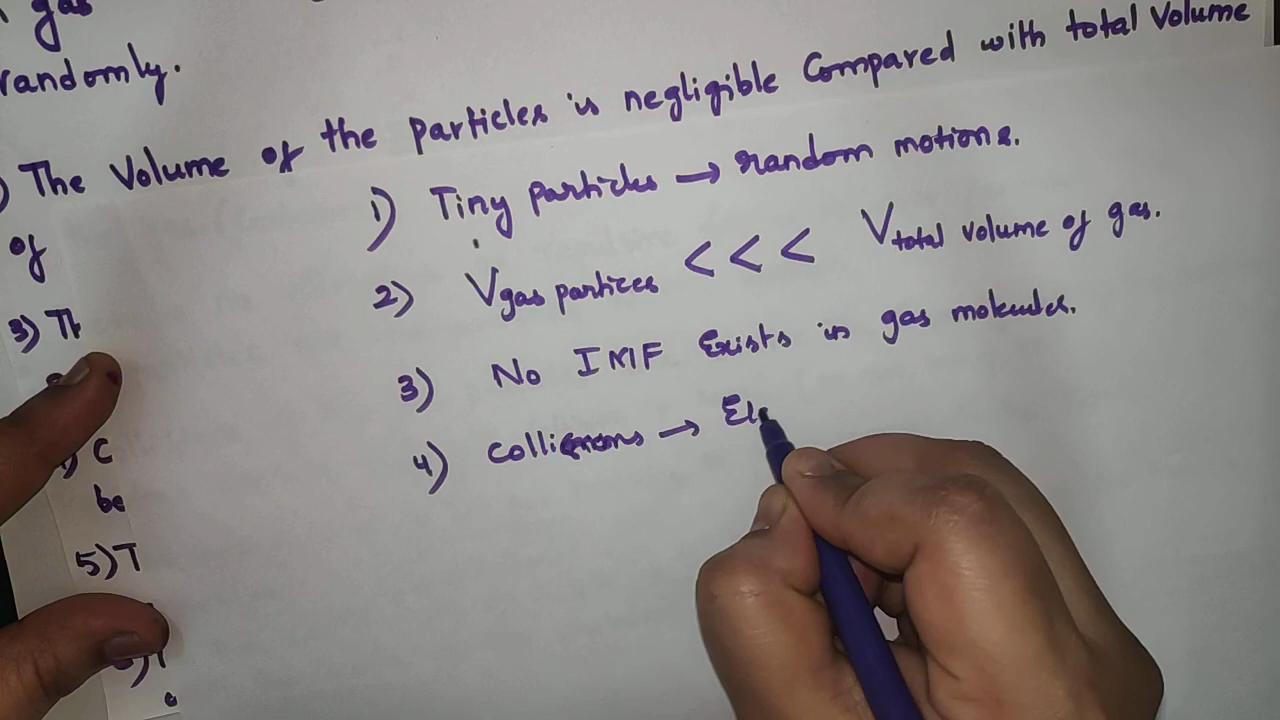 gas
randomly.
The Volume of the particles is negligible Compared with total Volume
of
1) Tiny particles → random motions.
2) Vgas partices <<< Vtotal volume of gas.
3) Th
3) No IMF Exists in gas molecules.
4) Collisions → El
C
be
5) T